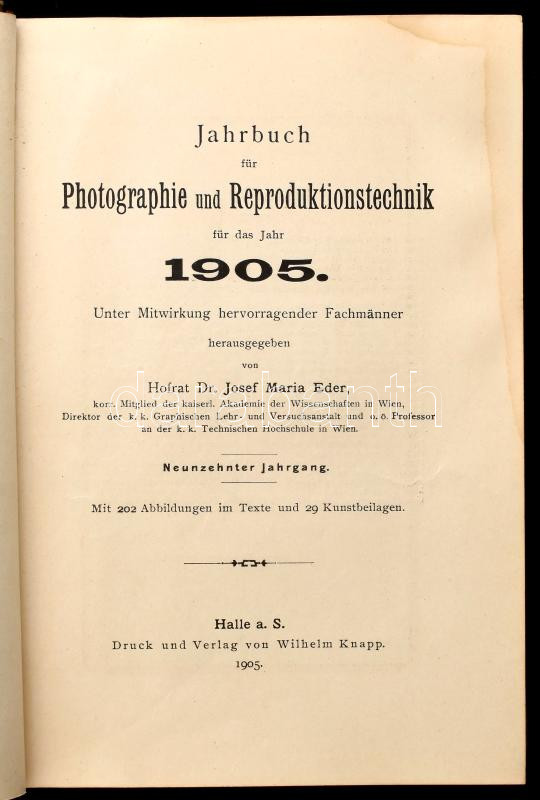 Jahrbuch
für
Photographie und Reproduktionstechnik
für das Jahr
1905.
Unter Mitwirkung hervorragender Fachmänner
herausgegeben
von
Hofrat Dr. Josef Maria Eder,
korr. Mitglied der kaiserl. Akademie der Wissenschaften in Wien,
Direktor der k. k. Graphischen Lehr- und Versuchsanstalt und o. ö. Professor
an der k. k. Technischen Hochschule in Wien.
Neunzehnter Jahrgang.
Mit 202 Abbildungen im Texte und 29 Kunstbeilagen.
Halle a. S.
Druck und Verlag von Wilhelm Knapp.
1905.
darabanth